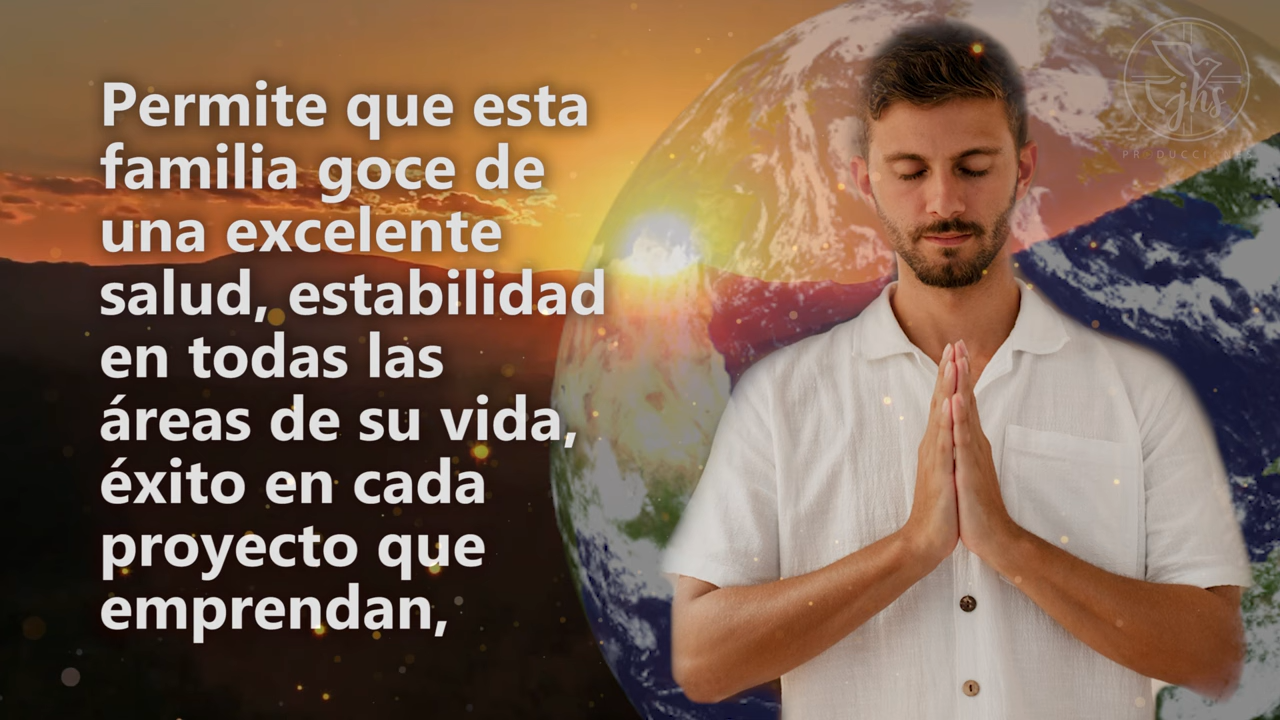 Permite que esta
familia goce de
una excelente
salud, estabilidad
en todas las
áreas de su vida,
éxito en cada
proyecto que
emprendan,
jhs